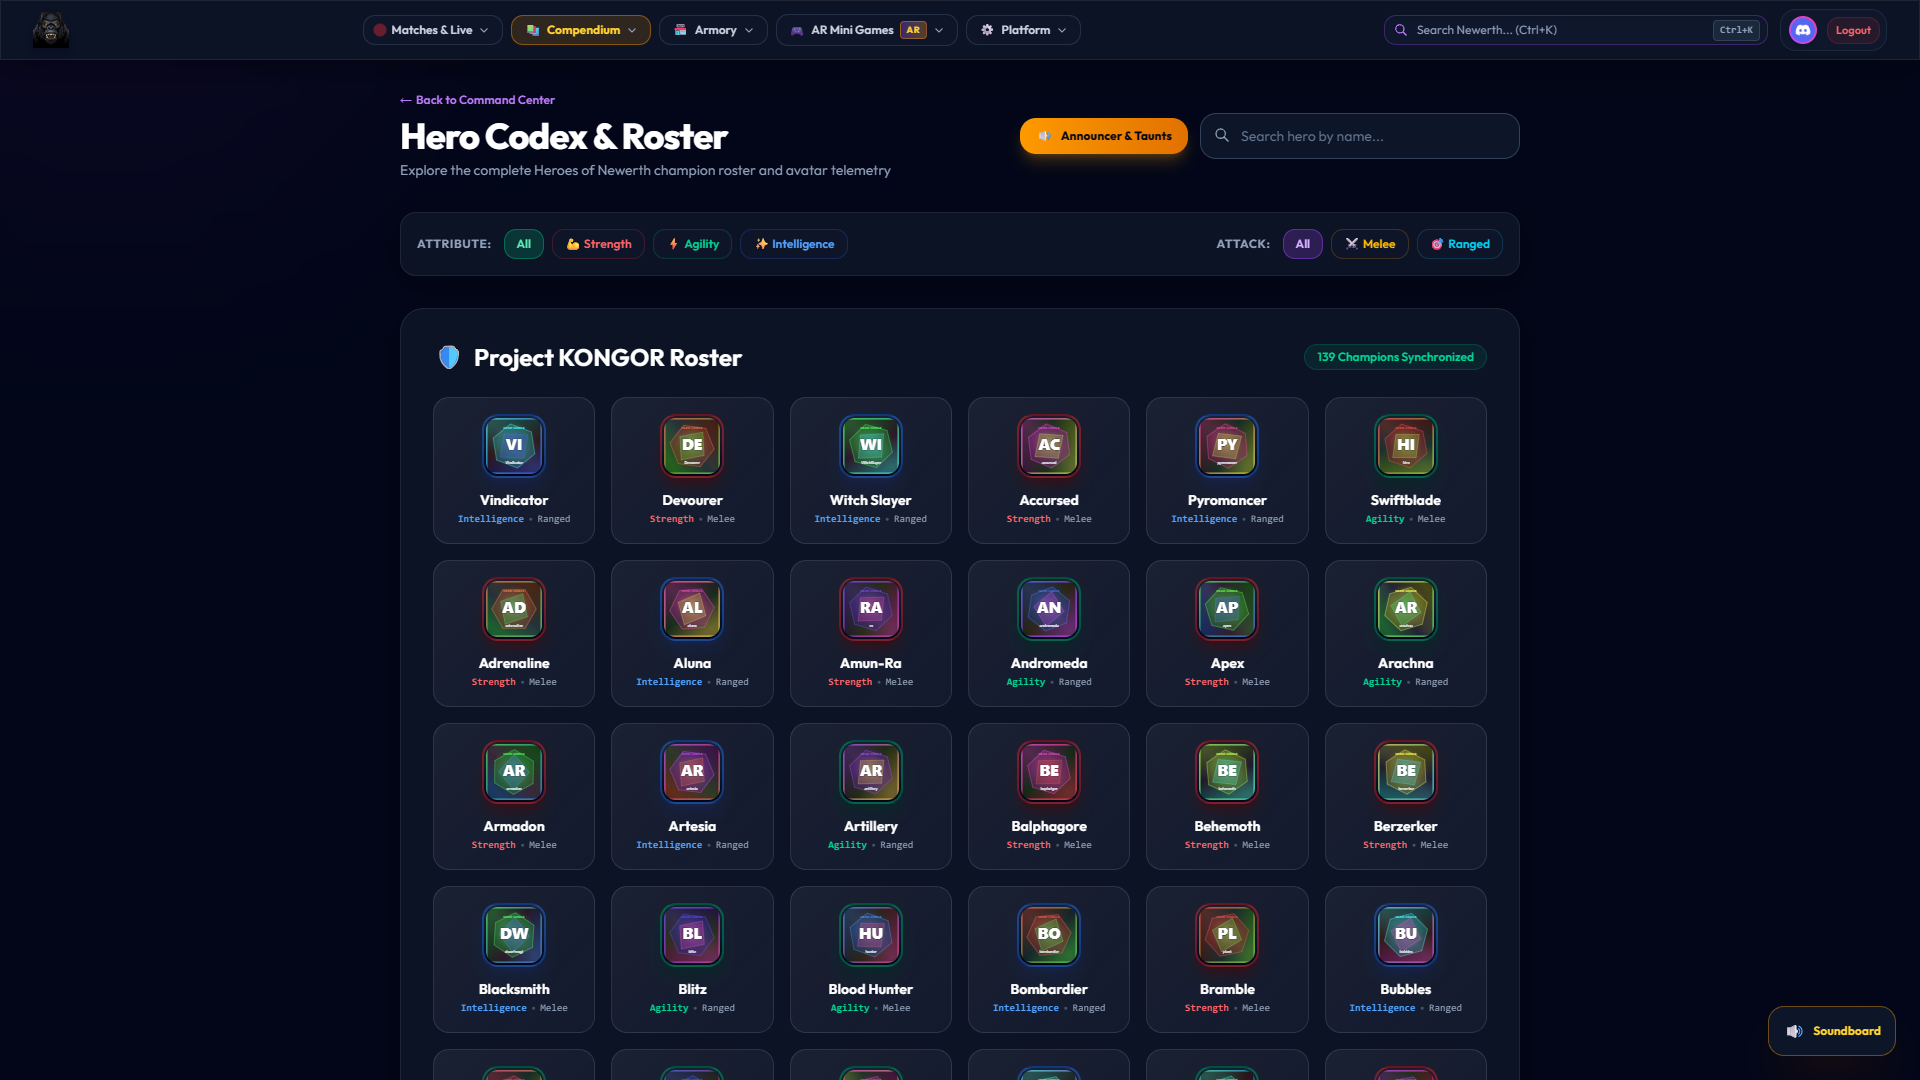 Matches & Live
Compendium
Armory
AR Mini Games AR
Platform
Search Newerth... (Ctrl+K)
Ctrl+K
Logout
← Back to Command Center
Hero Codex & Roster
Explore the complete Heroes of Newerth champion roster and avatar telemetry
Announcer & Taunts
Search hero by name...
ATTRIBUTE: All Strength Agility Intelligence
ATTACK: All Melee Ranged
Project KONGOR Roster
139 Champions Synchronized
VI
Vindicator
Intelligence • Ranged
DE
Devourer
Strength • Melee
WI
Witch Slayer
Intelligence • Ranged
AC
Accursed
Strength • Melee
PY
Pyromancer
Intelligence • Ranged
HI
Swiftblade
Agility • Melee
AD
Adrenaline
Strength • Melee
AL
Aluna
Intelligence • Ranged
RA
Amun-Ra
Strength • Melee
AN
Andromeda
Agility • Ranged
AP
Apex
Strength • Melee
AR
Arachna
Agility • Ranged
AR
Armadon
Strength • Melee
AR
Artesia
Intelligence • Ranged
AR
Artillery
Agility • Ranged
BE
Balphagore
Strength • Melee
BE
Behemoth
Strength • Melee
BE
Berzerker
Strength • Melee
DW
Blacksmith
Intelligence • Melee
BL
Blitz
Agility • Ranged
HU
Blood Hunter
Agility • Melee
BO
Bombardier
Intelligence • Ranged
PL
Bramble
Strength • Melee
BU
Bubbles
Intelligence • Ranged
Soundboard